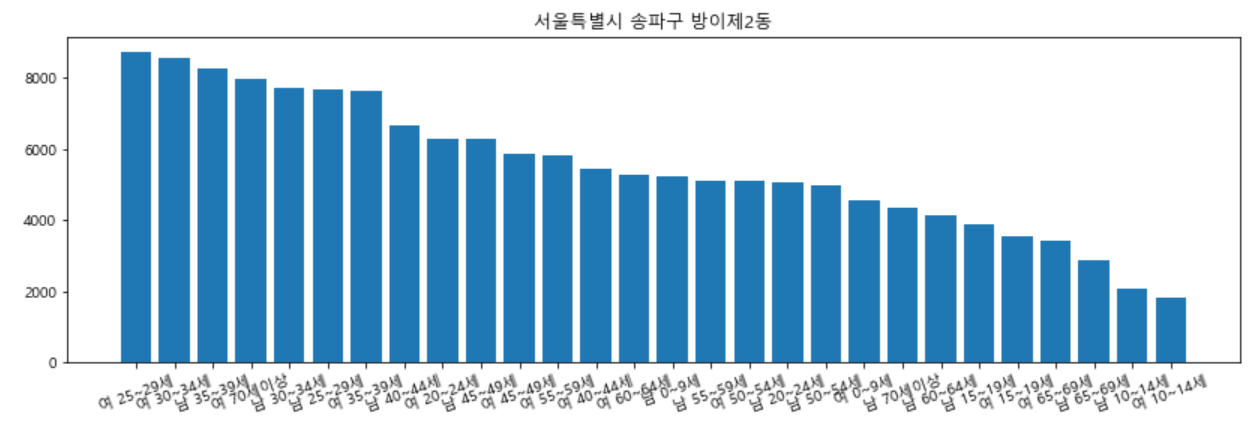 서울특별시 송파구 방이제2동
8000
6000
4000
2000
0
여 25~29세
여 30~34세
남 35~39세
여 70세이상
남 30~34세
남 25~29세
여 35~39세
남 40~44세
여 20~24세
남 45~49세
여 45~49세
여 55~59세
여 40~44세
여 60~64세
남 0~9세
남 55~59세
여 50~54세
남 20~24세
남 50~54세
여 0~9세
남 70세이상
남 60~64세
남 15~19세
여 15~19세
여 65~69세
남 65~69세
남 10~14세
여 10~14세